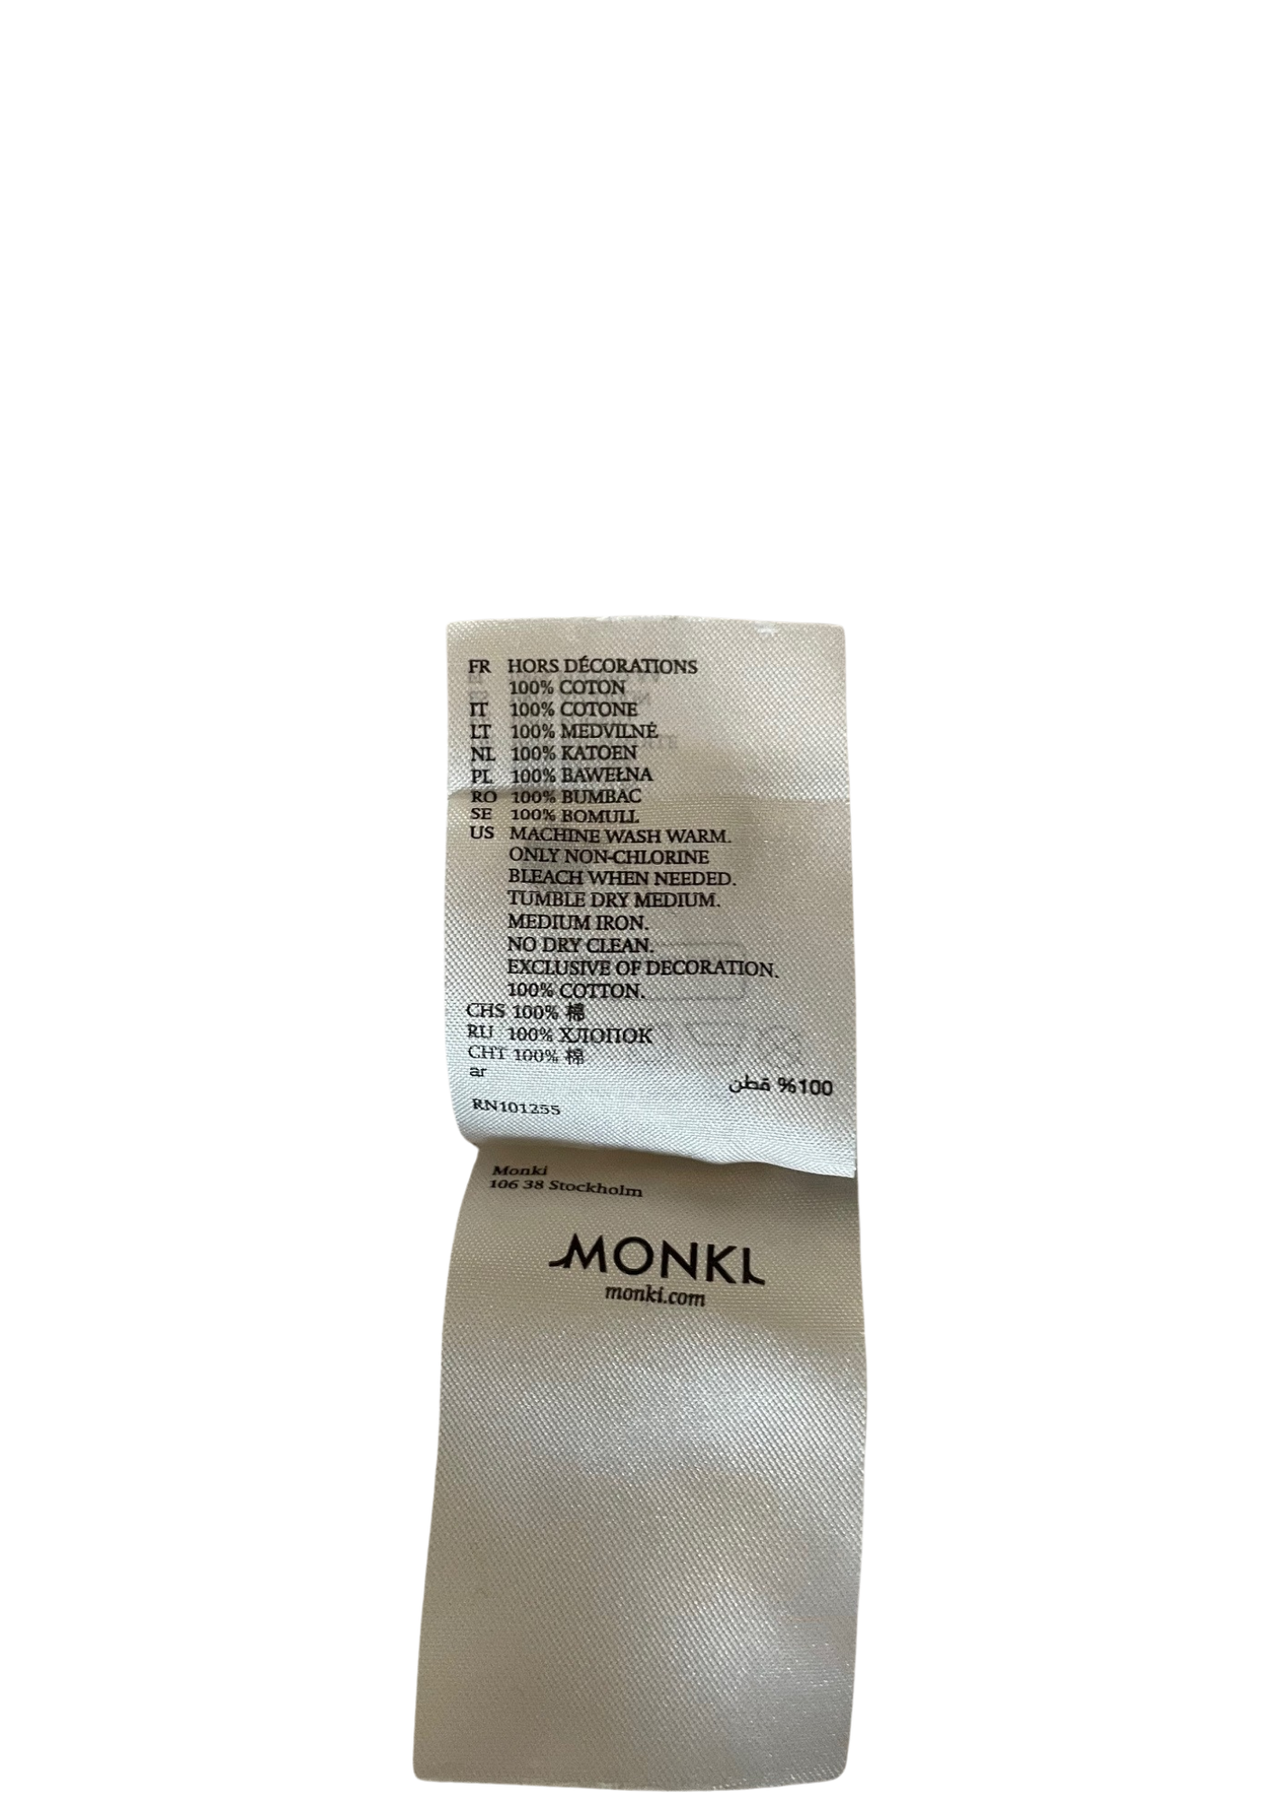 FR HORS DÉCORATIONS
100% COTON
IT 100% COTONE
LT 100% MEDVILNĖ
NL 100% KATOEN
PL 100% BAWEŁNA
RO 100% BUMBAC
SE 100% BOMULL
US MACHINE WASH WARM.
ONLY NON-CHLORINE
BLEACH WHEN NEEDED.
TUMBLE DRY MEDIUM.
MEDIUM IRON.
NO DRY CLEAN.
EXCLUSIVE OF DECORATION.
100% COTTON.
CHS 100% 棉
RU 100% ХЛОПОК
CHT 100% 棉
ar
100% قطن
RN101255
Monki
106 38 Stockholm
MONKI
monki.com